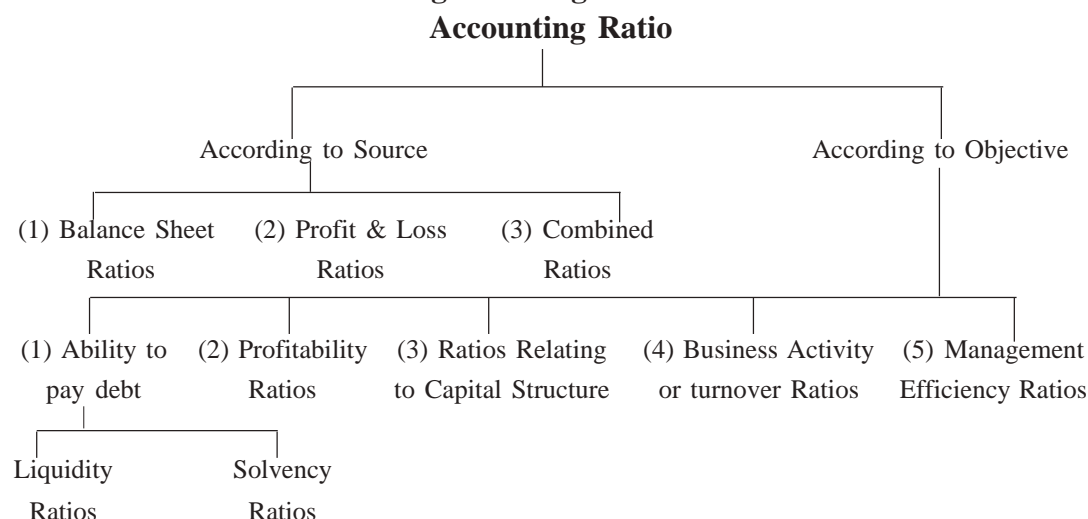 Accounting Ratio
According to Source According to Objective
(1) Balance Sheet (2) Profit & Loss (3) Combined
Ratios Ratios Ratios
(1) Ability to (2) Profitability (3) Ratios Relating (4) Business Activity (5) Management
pay debt Ratios to Capital Structure or turnover Ratios Efficiency Ratios
Liquidity Solvency
Ratios Ratios